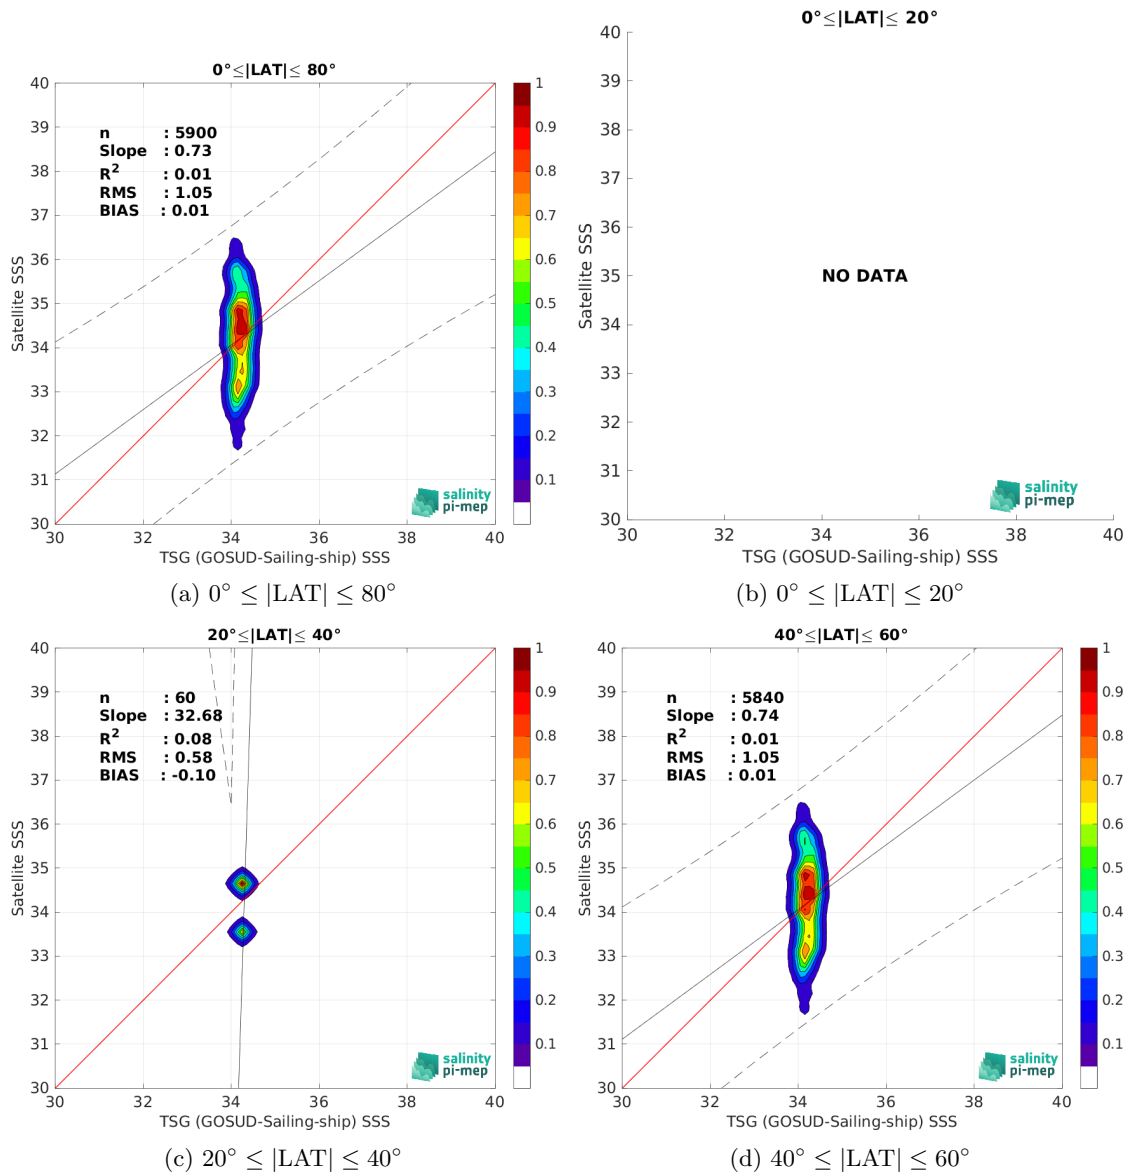 0°≤|LAT|≤ 80°
40
39
38
37
36
35
34
33
32
31
30
Satellite SSS
n : 5900
Slope : 0.73
R2 : 0.01
RMS : 1.05
BIAS : 0.01
salinity
pi-mep
30 32 34 36 38 40
TSG (GOSUD-Sailing-ship) SSS
1
0.9
0.8
0.7
0.6
0.5
0.4
0.3
0.2
0.1
(a) 0° ≤ |LAT| ≤ 80°
0°≤|LAT|≤ 20°
40
39
38
37
36
35
34
33
32
31
30
Satellite SSS
NO DATA
salinity
pi-mep
30 32 34 36 38 40
TSG (GOSUD-Sailing-ship) SSS
(b) 0° ≤ |LAT| ≤ 20°
20°≤|LAT|≤ 40°
40
39
38
37
36
35
34
33
32
31
30
Satellite SSS
n : 60
Slope : 32.68
R2 : 0.08
RMS : 0.58
BIAS : -0.10
salinity
pi-mep
30 32 34 36 38 40
TSG (GOSUD-Sailing-ship) SSS
1
0.9
0.8
0.7
0.6
0.5
0.4
0.3
0.2
0.1
(c) 20° ≤ |LAT| ≤ 40°
40°≤|LAT|≤ 60°
40
39
38
37
36
35
34
33
32
31
30
Satellite SSS
n : 5840
Slope : 0.74
R2 : 0.01
RMS : 1.05
BIAS : 0.01
salinity
pi-mep
30 32 34 36 38 40
TSG (GOSUD-Sailing-ship) SSS
1
0.9
0.8
0.7
0.6
0.5
0.4
0.3
0.2
0.1
(d) 40° ≤ |LAT| ≤ 60°